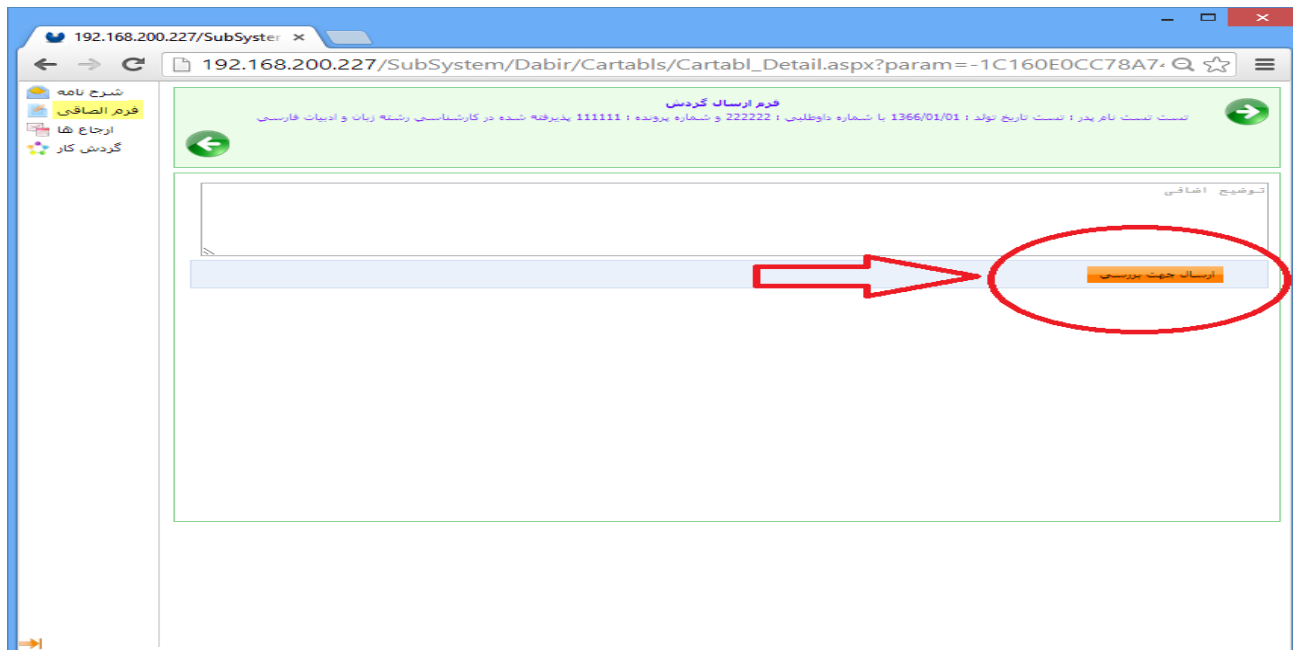 192.168.200.227/SubSyster
192.168.200.227/SubSystem/Dabir/Cartabls/Cartabl_Detail.aspx?param=-1C160E0CC78A74
شرح نامه
فرم الصاقی
ارجاع ها
گردش کار
فرم ارسال گردش
تست تست نام پدر : تست تاریخ تولد : 1366/01/01 با شماره داوطلبی : 222222 و شماره پرونده : 111111 پذیرفته شده در کارشناسی رشته زبان و ادبیات فارسی
توضیح اضافی
ارسال جهت بررسی